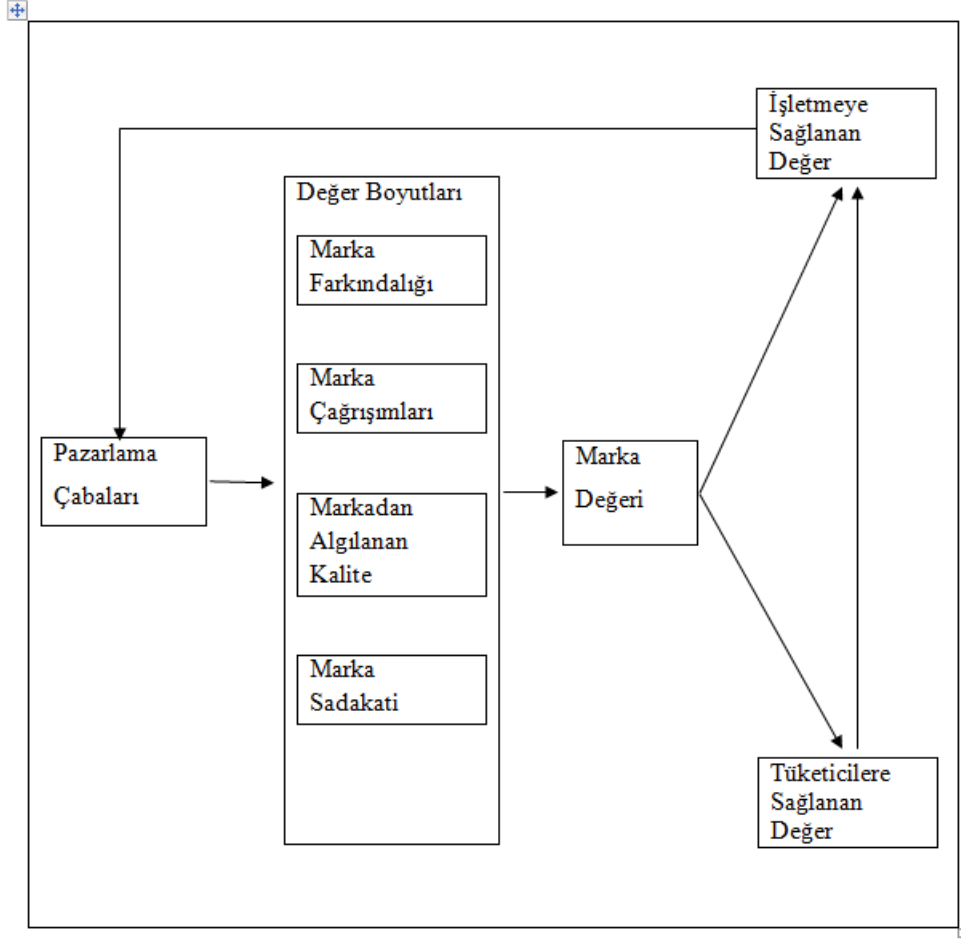 İşletmeye
Sağlanan
Değer
Değer Boyutları
Marka
Farkındalığı
Marka
Çağrışımları
Pazarlama
Çabaları
Markadan
Algılanan
Kalite
Marka
Değeri
Marka
Sadakati
Tüketicilere
Sağlanan
Değer